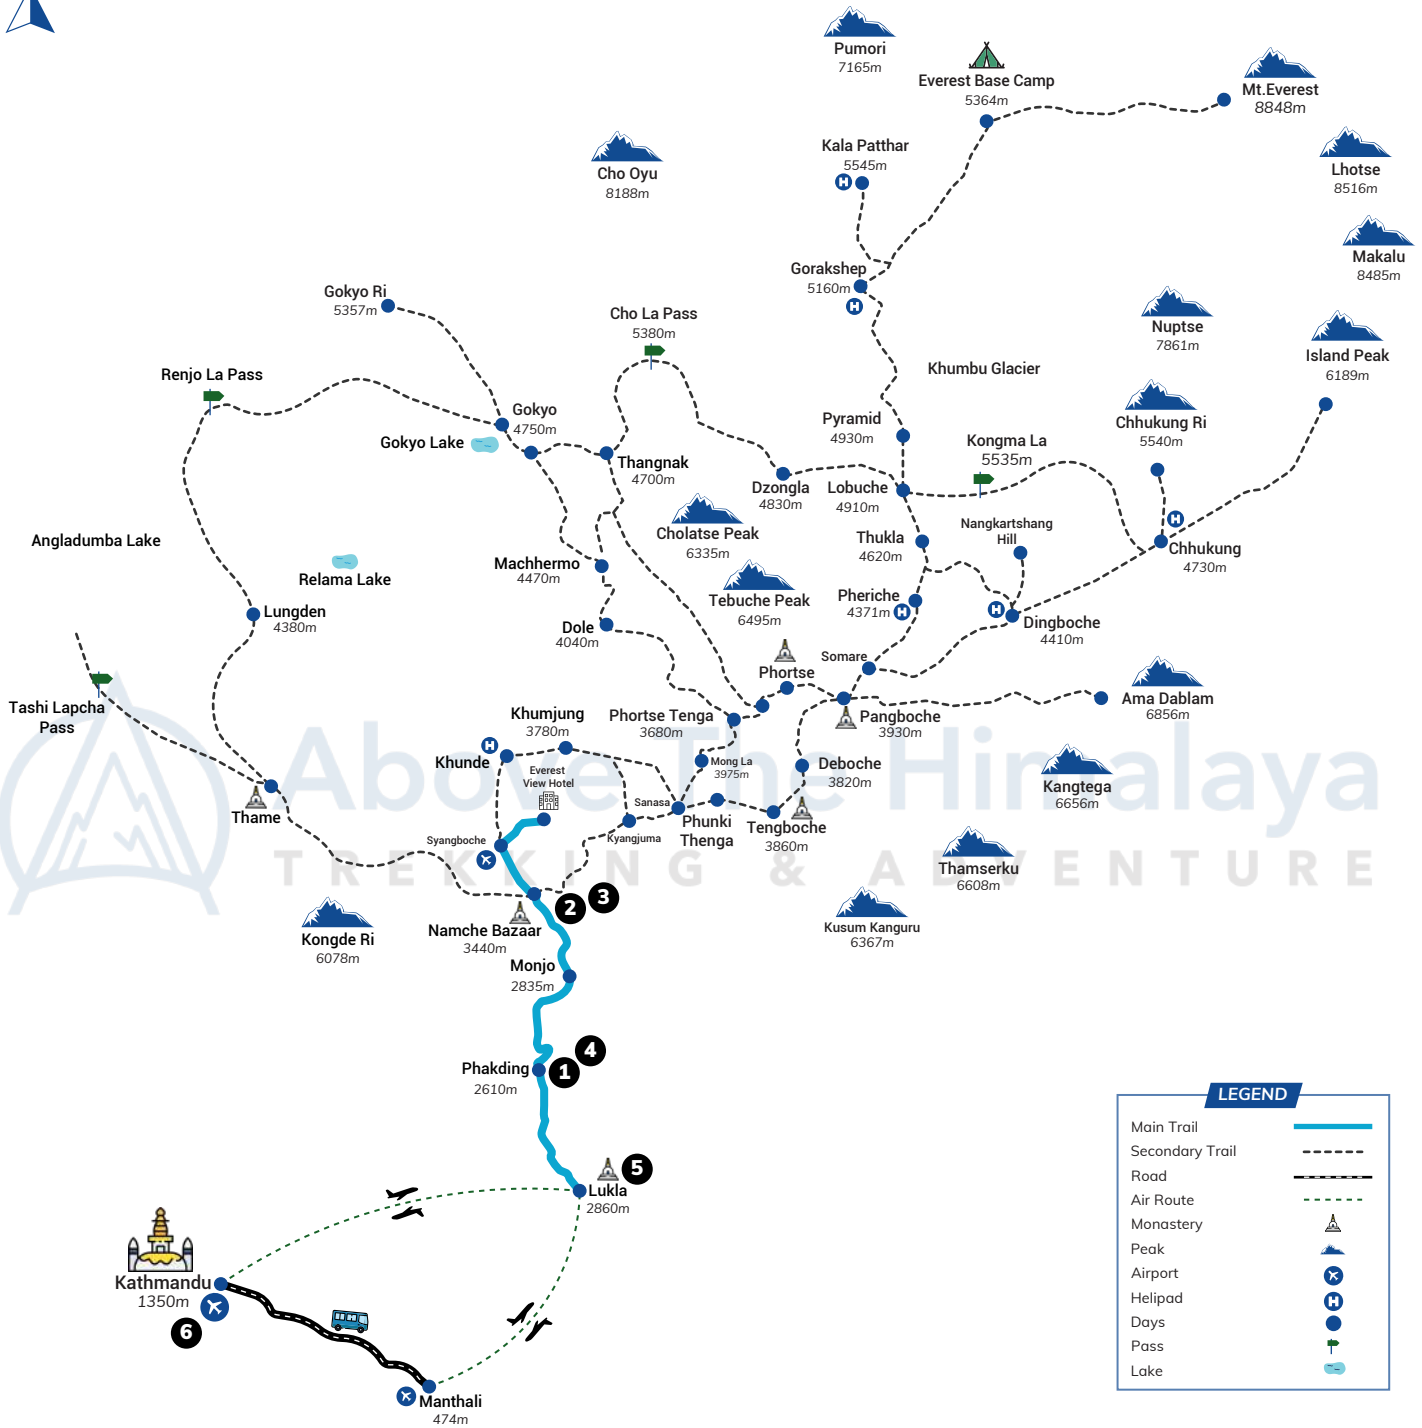 Pumori
7165m
Everest Base Camp
5364m
Mt.Everest
8848m
Kala Patthar
5545m
H
Cho Oyu
8188m
Lhotse
8516m
Makalu
8485m
Gorakshep
5160m
H
Gokyo Ri
5357m
Cho La Pass
5380m
Nuptse
7861m
Island Peak
6189m
Khumbu Glacier
Renjo La Pass
Gokyo
4750m
Gokyo Lake
Pyramid
4930m
Chhukung Ri
5540m
Kongma La
5535m
Thangnak
4700m
Dzongla
4830m
Lobuche
4910m
Cholatse Peak
6335m
Nangkartshang
Hill
H
Thukla
4620m
Chhukung
4730m
Angladumba Lake
Relama Lake
Machhermo
4470m
Tebuche Peak
6495m
Pheriche
4371m
H
H
Dingboche
4410m
Lungden
4380m
Dole
4040m
Somare
Phortse
Tashi Lapcha
Pass
Ama Dablam
6856m
Khumjung
3780m
Phortse Tenga
3680m
Pangboche
3930m
H
Khunde
Mong La
3975m
Deboche
3820m
Everest
View Hotel
Kangtega
6656m
Above The Himalaya
TREKKING & ADVENTURE
Thame
Sanasa
Phunki
Thenga
Tengboche
3860m
Syangboche
Kyangjuma
Thamserku
6608m
2
3
Namche Bazaar
3440m
Kongde Ri
6078m
Kusum Kanguru
6367m
Monjo
2835m
4
Phakding
1
2610m
5
Lukla
2860m
Kathmandu
1350m
6
Manthali
474m
LEGEND
Main Trail
Secondary Trail
Road
Air Route
Monastery
Peak
Airport
Helipad
H
Days
Pass
Lake